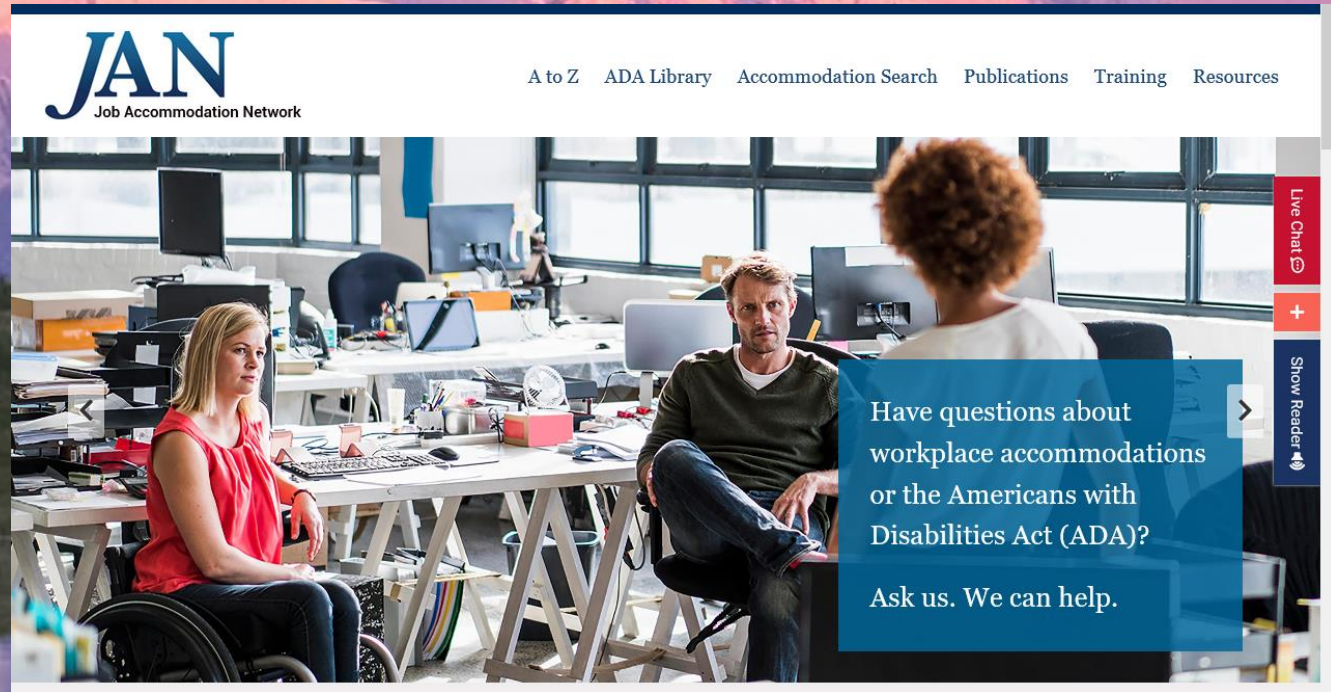 JAN
Job Accommodation Network
A to Z ADA Library Accommodation Search Publications Training Resources
Live Chat
+
Show Reader
Have questions about
workplace accommodations
or the Americans with
Disabilities Act (ADA)?
Ask us. We can help.